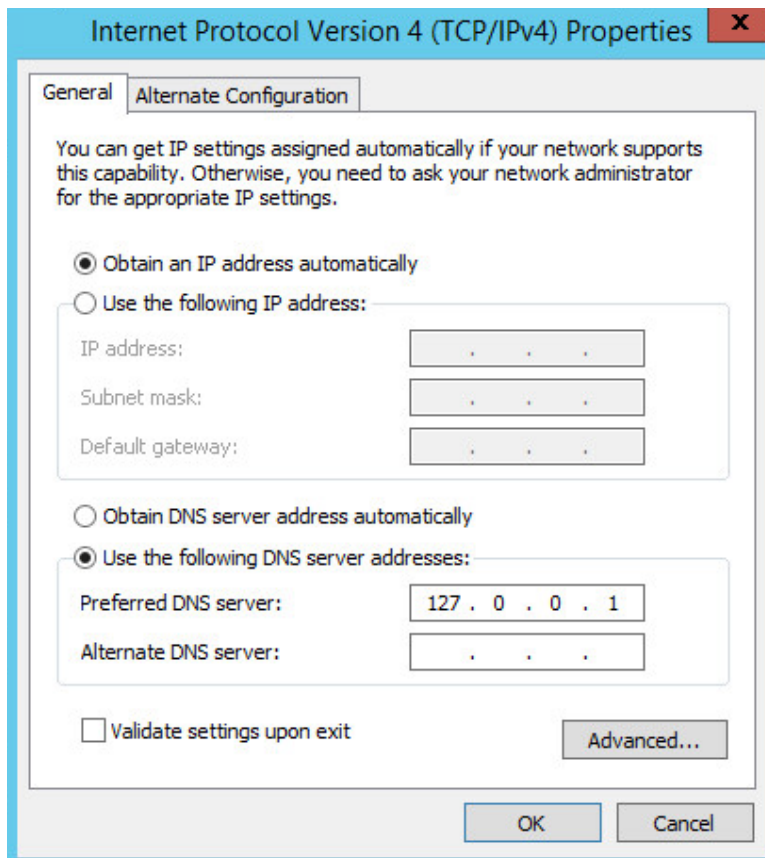 Internet Protocol Version 4 (TCP/IPv4) Properties
x
General
Alternate Configuration
You can get IP settings assigned automatically if your network supports
this capability. Otherwise, you need to ask your network administrator
for the appropriate IP settings.
Obtain an IP address automatically
Use the following IP address:
IP address:
. . .
Subnet mask:
. . .
Default gateway:
. . .
Obtain DNS server address automatically
Use the following DNS server addresses:
Preferred DNS server:
127 . 0 . 0 . 1
Alternate DNS server:
. . .
Validate settings upon exit
Advanced...
OK
Cancel